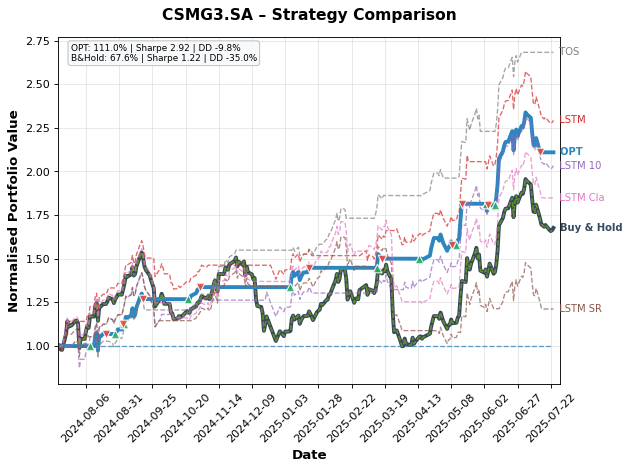 CSMG3.SA – Strategy Comparison
OPT: 111.0% | Sharpe 2.92 | DD -9.8%
B&Hold: 67.6% | Sharpe 1.22 | DD -35.0%
Normalised Portfolio Value
2.75
2.50
2.25
2.00
1.75
1.50
1.25
1.00
TOS
LSTM
OPT
LSTM 10
LSTM Cla
Buy & Hold
LSTM SR
2024-08-06
2024-08-31
2024-09-25
2024-10-20
2024-11-14
2024-12-09
2025-01-03
2025-01-28
2025-02-22
2025-03-19
2025-04-13
2025-05-08
2025-06-02
2025-06-27
2025-07-22
Date